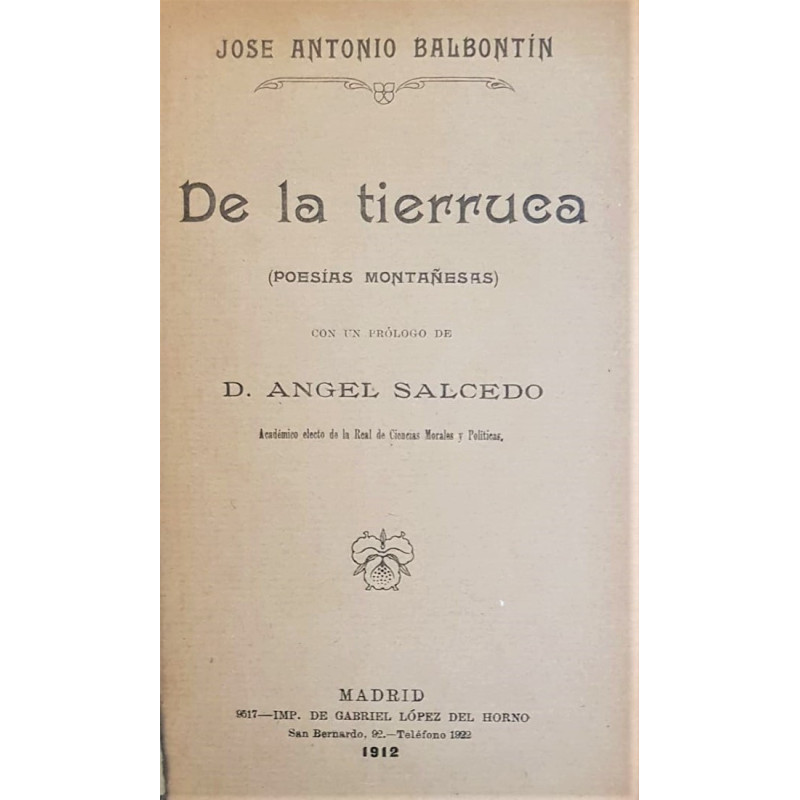 JOSE ANTONIO BALBONTÍN
De la tierruca
(POESÍAS MONTAÑESAS)
CON UN PRÓLOGO DE
D. ANGEL SALCEDO
Académico electo de la Real de Ciencias Morales y Políticas.
MADRID
9517—IMP. DE GABRIEL LÓPEZ DEL HORNO
San Bernardo, 92.—Teléfono 1922
1912